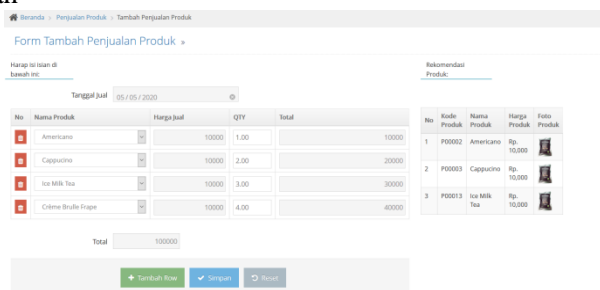 Beranda > Penjualan Produk > Tambah Penjualan Produk
Form Tambah Penjualan Produk »
Harap isi isian di
bawah ini:
Tanggal Jual 05/05/2020
No Nama Produk Harga Jual QTY Total
Americano 10000 1.00 10000
Cappucino 10000 2.00 20000
Ice Milk Tea 10000 3.00 30000
Crème Brulle Frape 10000 4.00 40000
Total 100000
+ Tambah Row Simpan Reset
Rekomendasi
Produk:
No Kode Produk Nama Produk Harga Produk Foto Produk
1 P00002 Americano Rp. 10,000
2 P00003 Cappucino Rp. 10,000
3 P00013 Ice Milk Tea Rp. 10,000